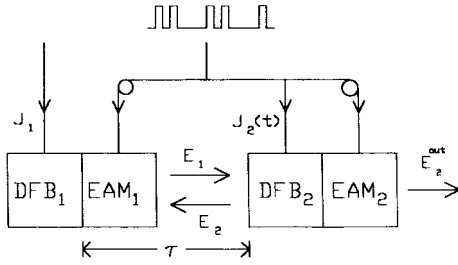 J₁
J₂(t)
DFB₁ EAM₁ E₁ E₂ DFB₂ EAM₂ E₂ᵒᵘᵗ
τ